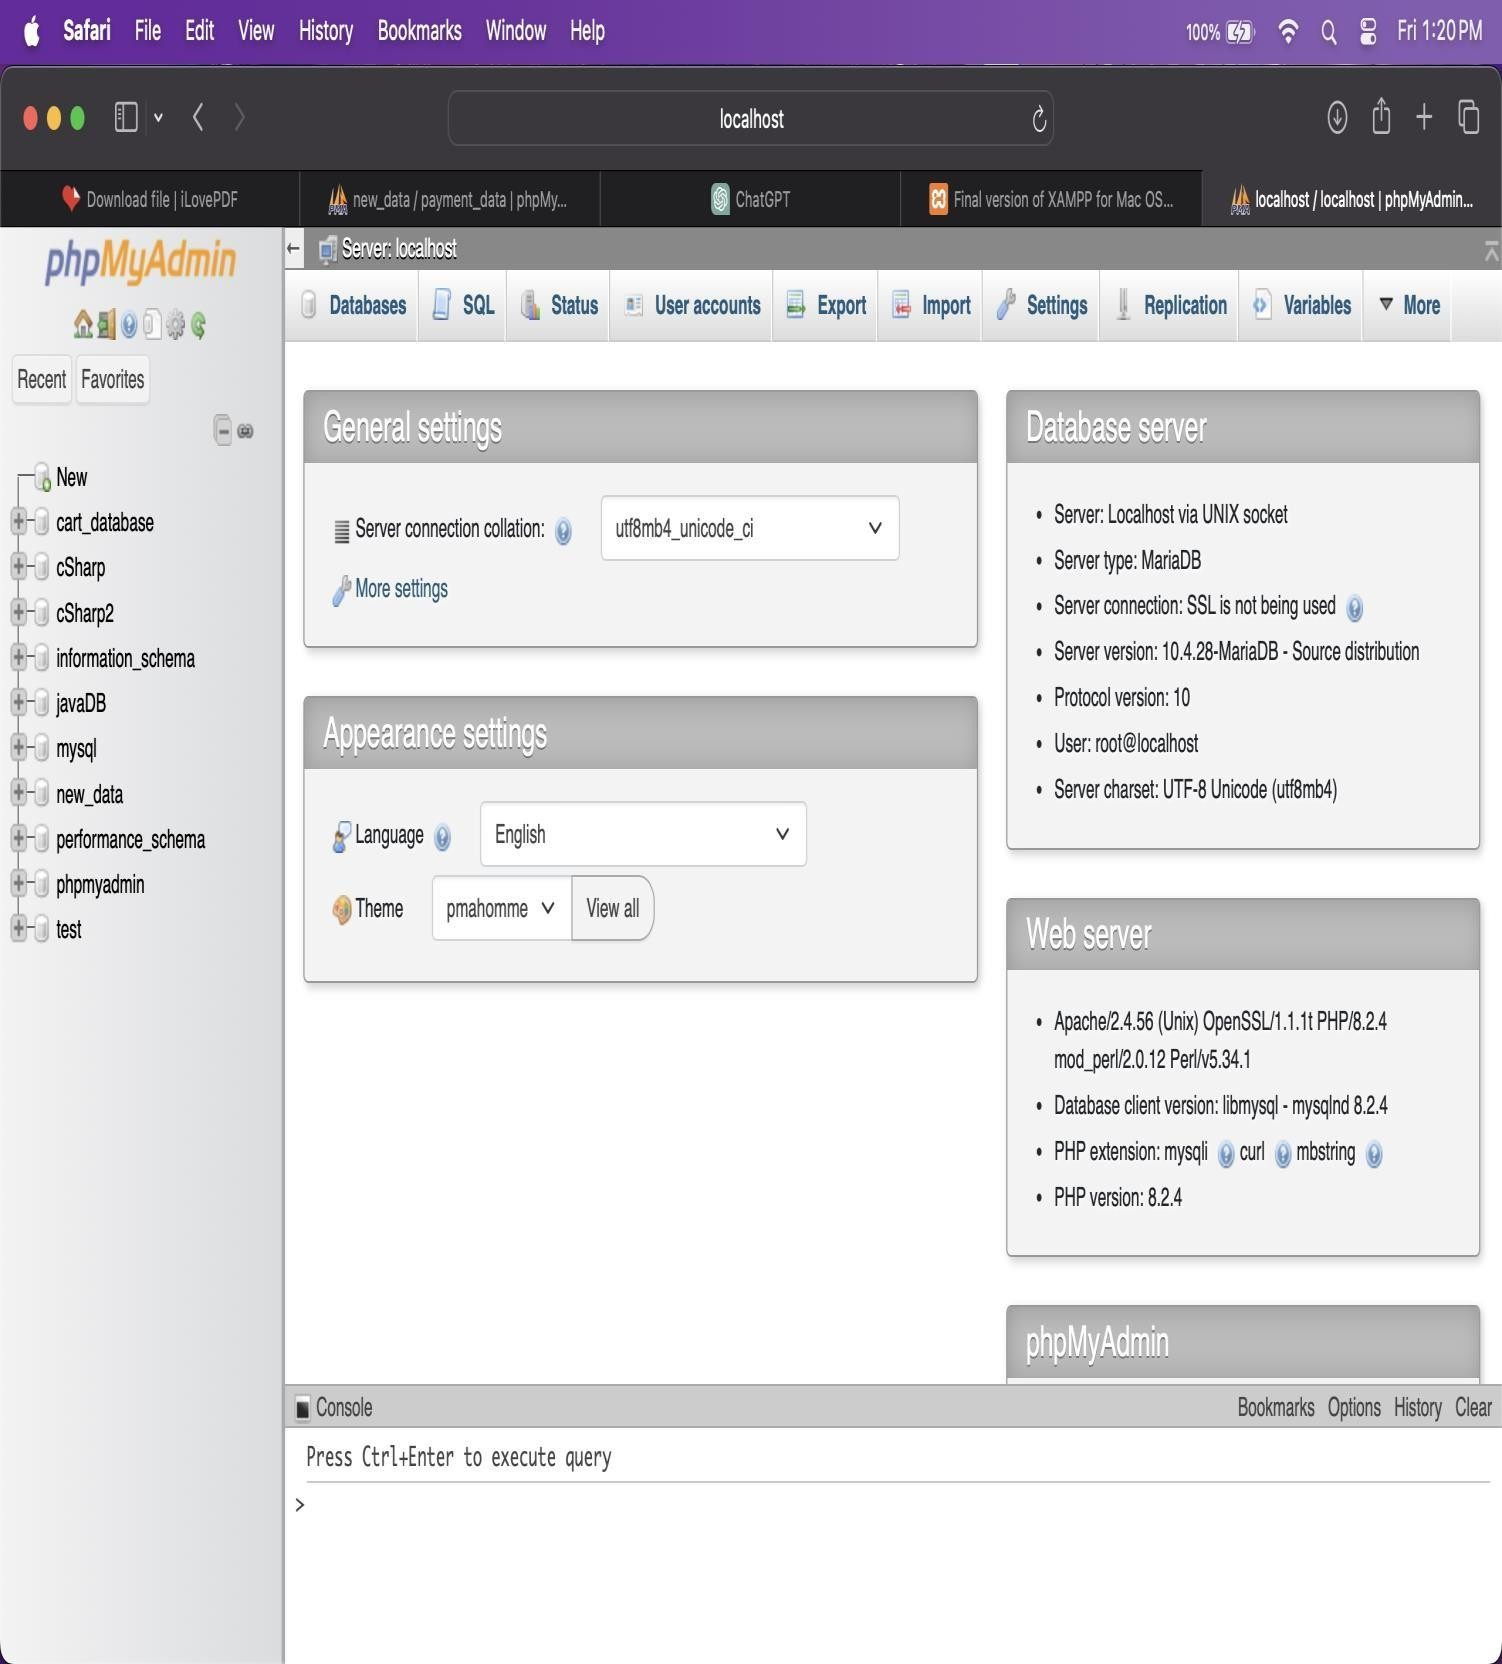 Safari File Edit View History Bookmarks Window Help 100% Fri 1:20 PM
localhost
Download file | iLovePDF new_data / payment_data | phpMy... ChatGPT Final version of XAMPP for Mac OS... localhost / localhost | phpMyAdmin...
phpMyAdmin
Recent Favorites
New
cart_database
cSharp
cSharp2
information_schema
javaDB
mysql
new_data
performance_schema
phpmyadmin
test
Server: localhost
Databases SQL Status User accounts Export Import Settings Replication Variables More
General settings
Server connection collation: utf8mb4_unicode_ci
More settings
Appearance settings
Language English
Theme pmahomme View all
Database server
• Server: Localhost via UNIX socket
• Server type: MariaDB
• Server connection: SSL is not being used
• Server version: 10.4.28-MariaDB - Source distribution
• Protocol version: 10
• User: root@localhost
• Server charset: UTF-8 Unicode (utf8mb4)
Web server
• Apache/2.4.56 (Unix) OpenSSL/1.1.1t PHP/8.2.4
mod_perl/2.0.12 Perl/v5.34.1
• Database client version: libmysql - mysqlnd 8.2.4
• PHP extension: mysqli curl mbstring
• PHP version: 8.2.4
phpMyAdmin
Console Bookmarks Options History Clear
Press Ctrl+Enter to execute query
>